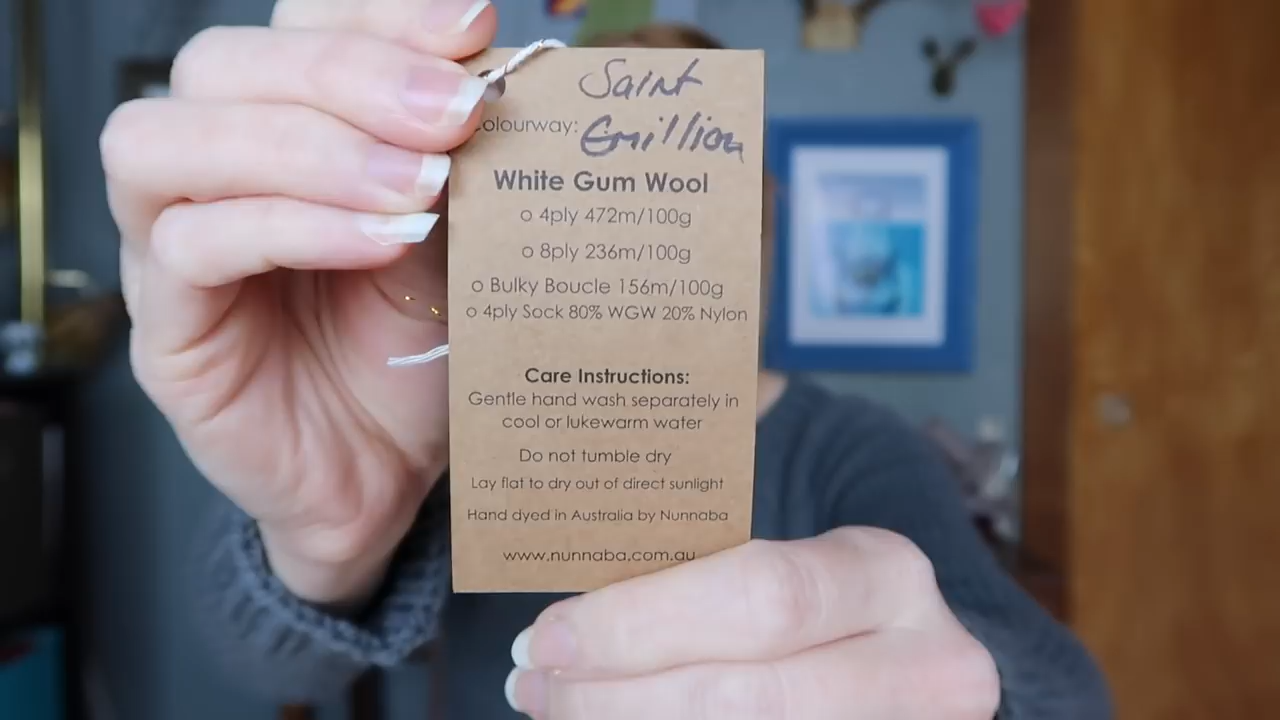 Saint
olourway: Emillion
White Gum Wool
o 4ply 472m/100g
o 8ply 236m/100g
o Bulky Boucle 156m/100g
o 4ply Sock 80% WGW 20% Nylon
Care Instructions:
Gentle hand wash separately in
cool or lukewarm water
Do not tumble dry
Lay flat to dry out of direct sunlight
Hand dyed in Australia by Nunnaba
www.nunnaba.com.au